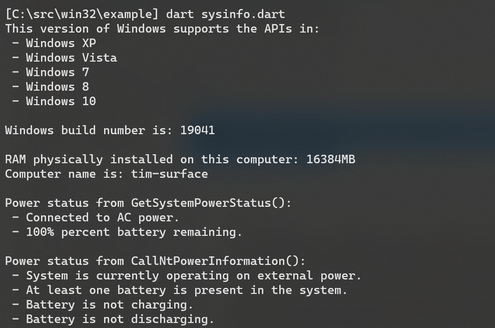 [C:\src\win32\example] dart sysinfo.dart
This version of Windows supports the APIs in:
 - Windows XP
 - Windows Vista
 - Windows 7
 - Windows 8
 - Windows 10

Windows build number is: 19041

RAM physically installed on this computer: 16384MB
Computer name is: tim-surface

Power status from GetSystemPowerStatus():
 - Connected to AC power.
 - 100% percent battery remaining.

Power status from CallNtPowerInformation():
 - System is currently operating on external power.
 - At least one battery is present in the system.
 - Battery is not charging.
 - Battery is not discharging.